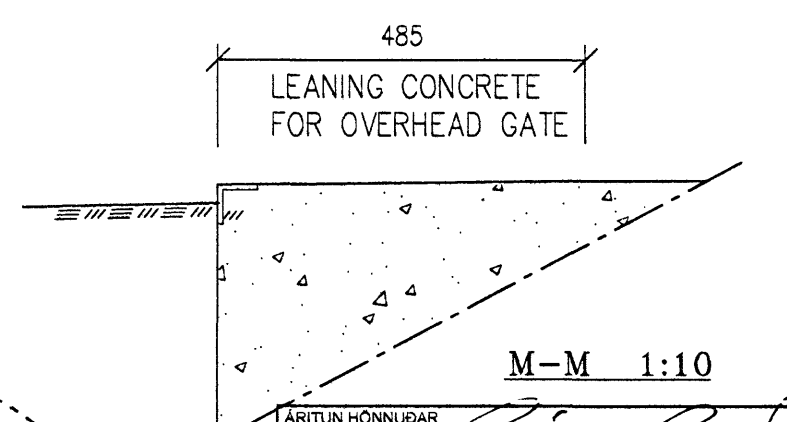 485
LEANING CONCRETE
FOR OVERHEAD GATE
M-M 1:10
ÁRITUN HÖNNUÐAR